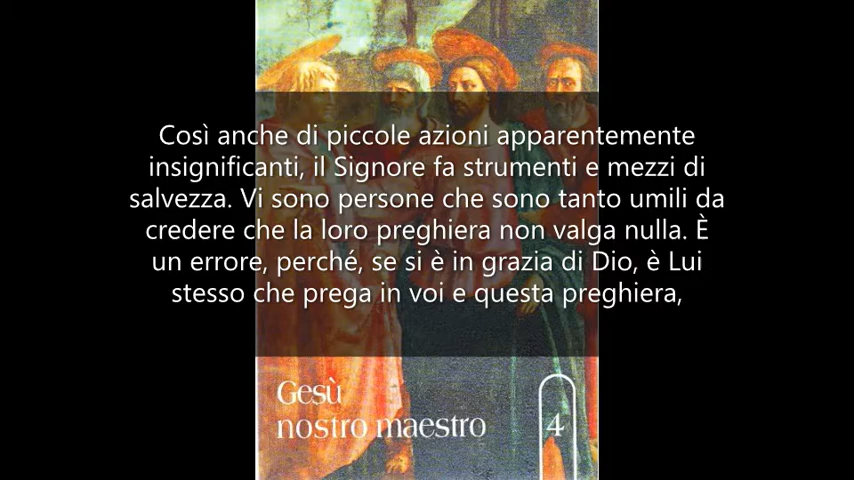 Così anche di piccole azioni apparentemente
insignificanti, il Signore fa strumenti e mezzi di
salvezza. Vi sono persone che sono tanto umili da
credere che la loro preghiera non valga nulla. È
un errore, perché, se si è in grazia di Dio, è Lui
stesso che prega in voi e questa preghiera,
Gesù
nostro maestro
4